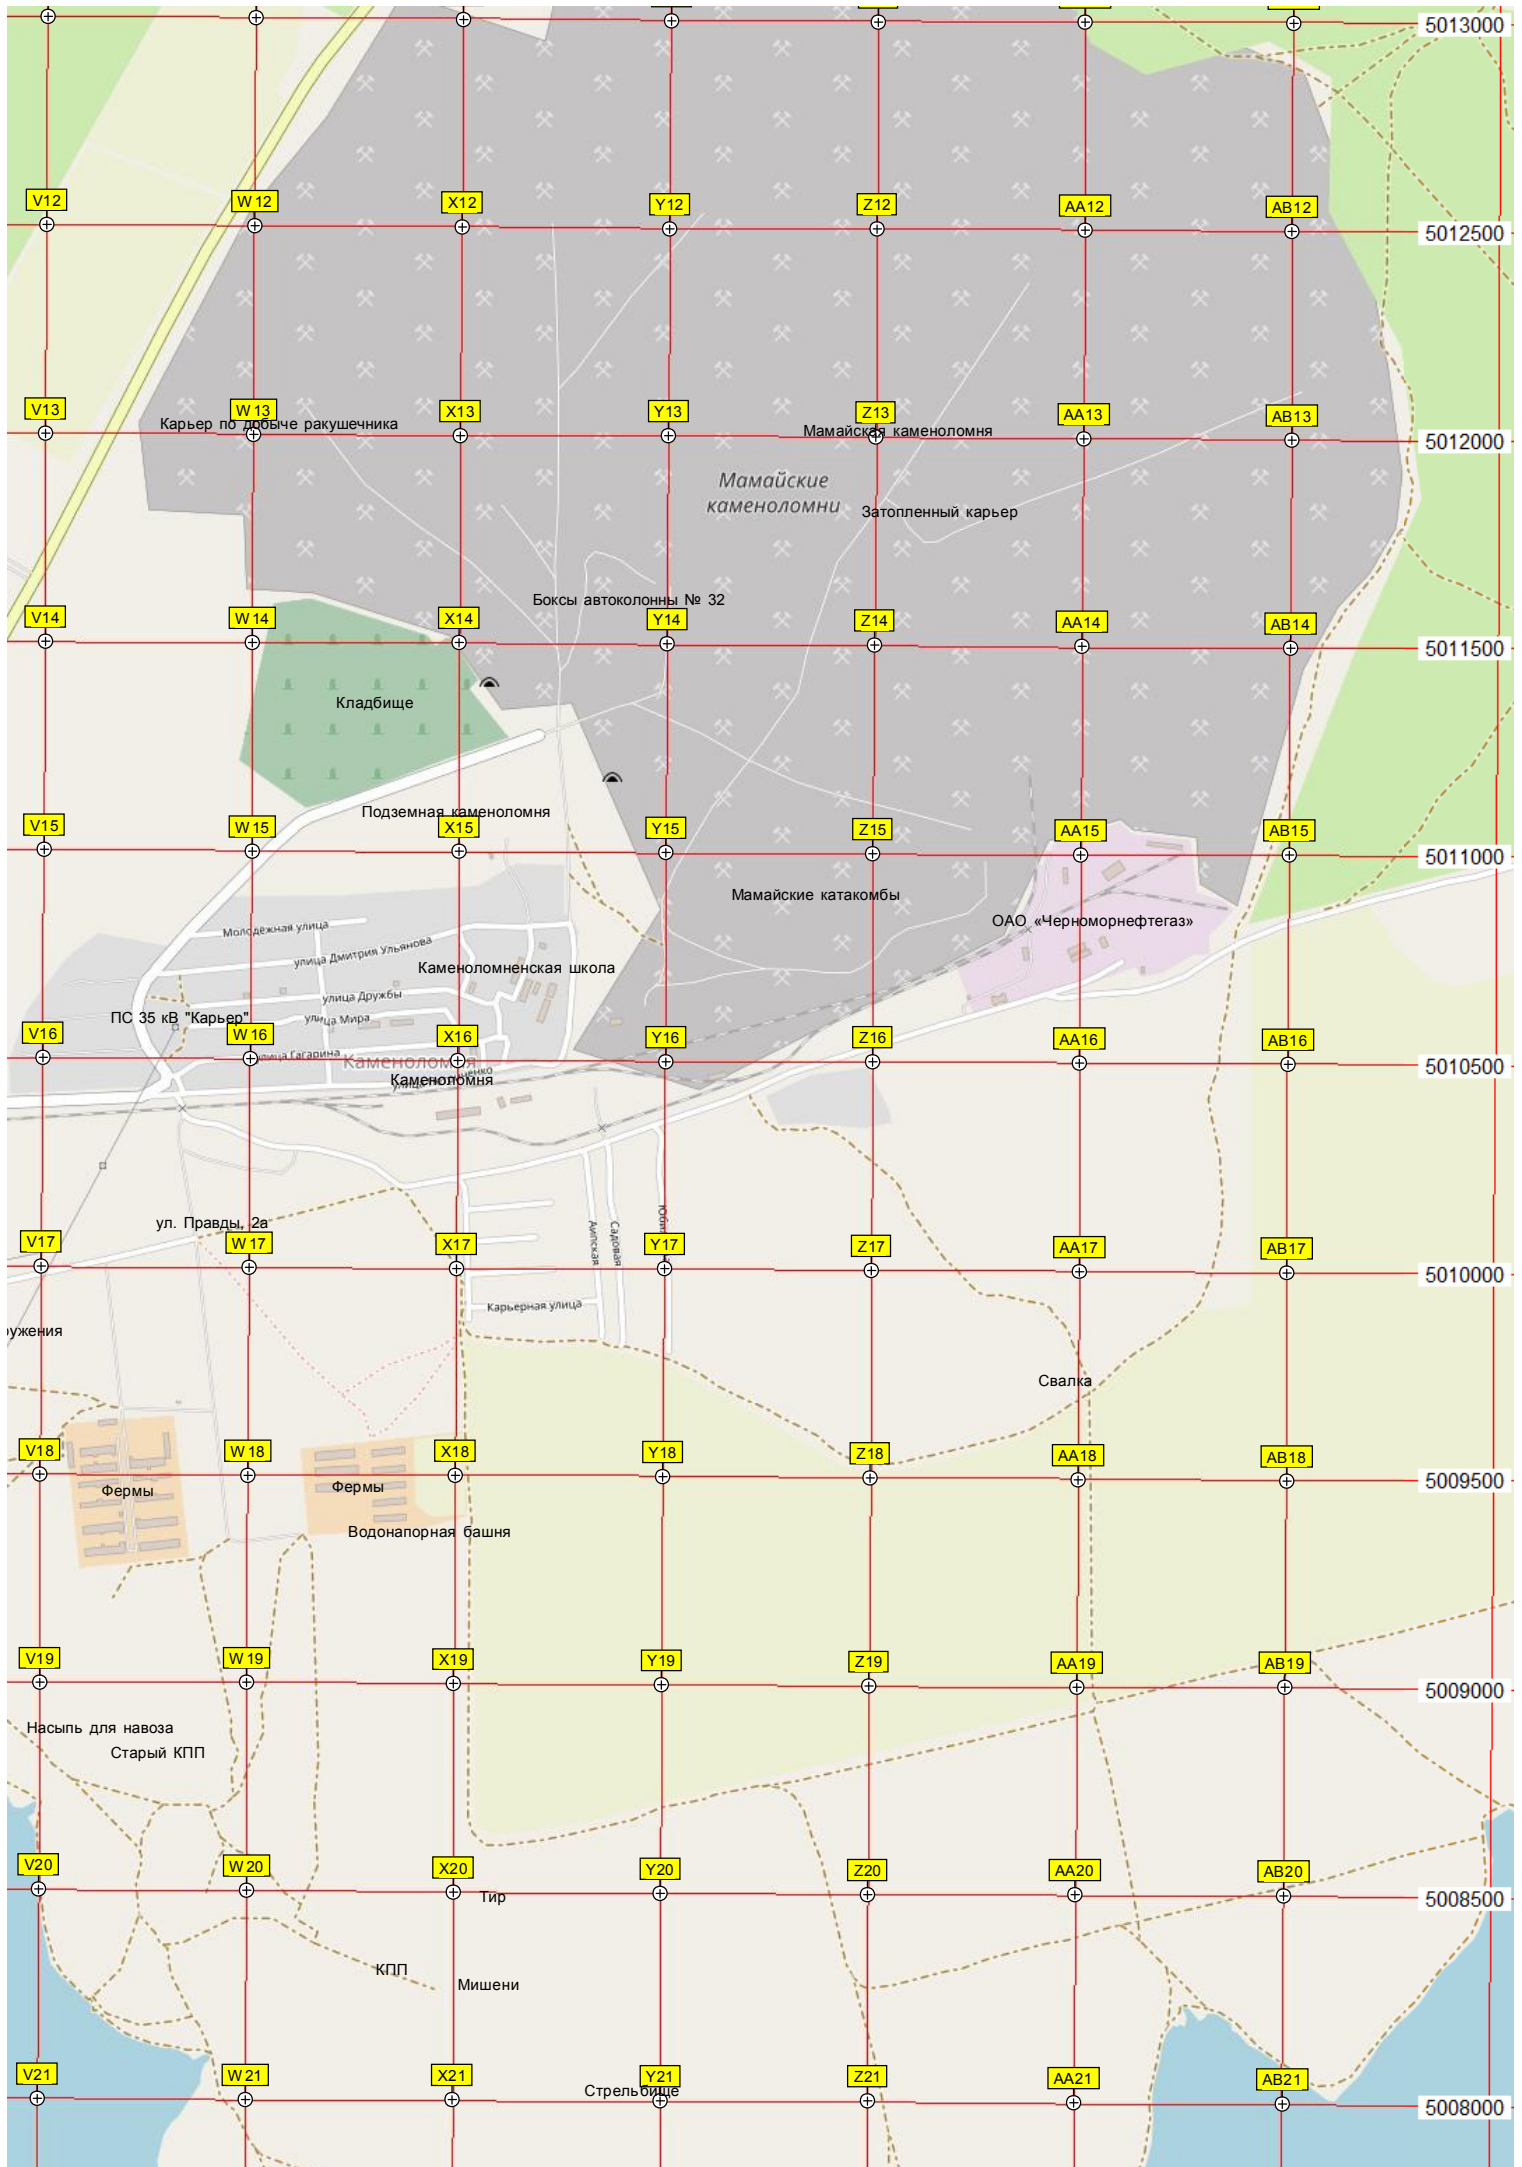 5013000
V12
W12
X12
Y12
Z12
AA12
AB12
5012500
V13
W13
X13
Y13
Z13
AA13
AB13
Карьер по добыче ракушечника
Мамайская каменоломня
5012000
Мамайские
каменоломни
Затопленный карьер
Боксы автоколонны № 32
V14
W14
X14
Y14
Z14
AA14
AB14
5011500
Кладбище
Подземная каменоломня
V15
W15
X15
Y15
Z15
AA15
AB15
5011000
Мамайские катакомбы
ОАО «Черноморнефтегаз»
Молодёжная улица
улица Дмитрия Ульянова
Каменоломненская школа
улица Дружбы
ПС 35 кВ "Карьер"
улица Мира
V16
W16
X16
Y16
Z16
AA16
AB16
улица Гагарина
Каменоломня
5010500
Каменоломня
ул. Правды, 2а
Аипская
Садовая
V17
W17
X17
Y17
Z17
AA17
AB17
5010000
Карьерная улица
ружения
Свалка
V18
W18
X18
Y18
Z18
AA18
AB18
5009500
Фермы
Фермы
Водонапорная башня
V19
W19
X19
Y19
Z19
AA19
AB19
5009000
Насыпь для навоза
Старый КПП
V20
W20
X20
Y20
Z20
AA20
AB20
Тир
5008500
КПП
Мишени
V21
W21
X21
Y21
Z21
AA21
AB21
Стрельбище
5008000